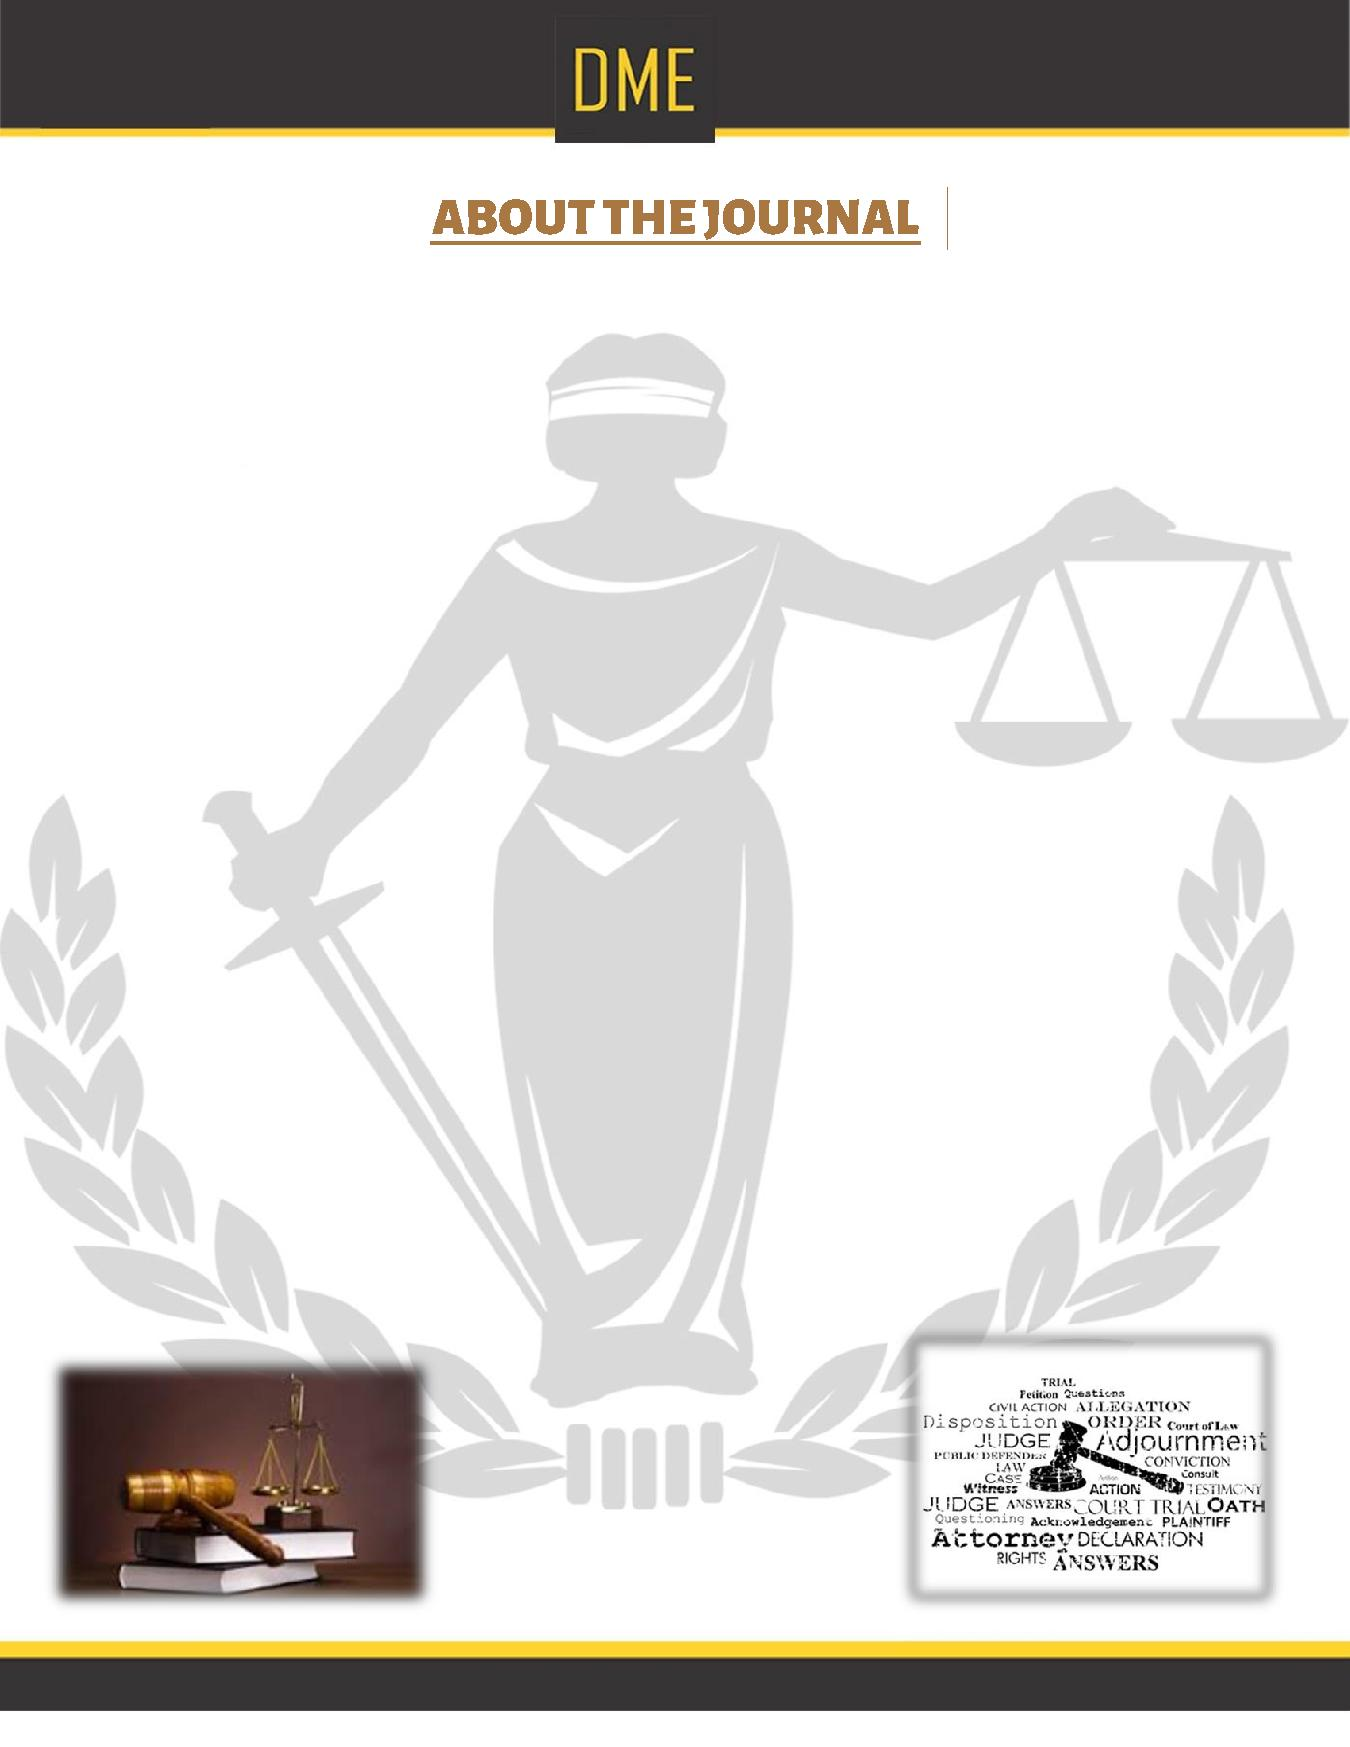 DME
ABOUT THE JOURNAL
TRIAL
Petition Questions
CIVIL ACTION ALLEGATION
Disposition ORDER Court of Law
JUDGE Adjournment
PUBLIC DEFENDER CONVICTION
LAW Consult
CASE Action
Witness ACTION TESTIMONY
JUDGE ANSWERS COURT TRIAL OATH
Questioning Acknowledgement PLAINTIFF
Attorney DECLARATION
RIGHTS ANSWERS